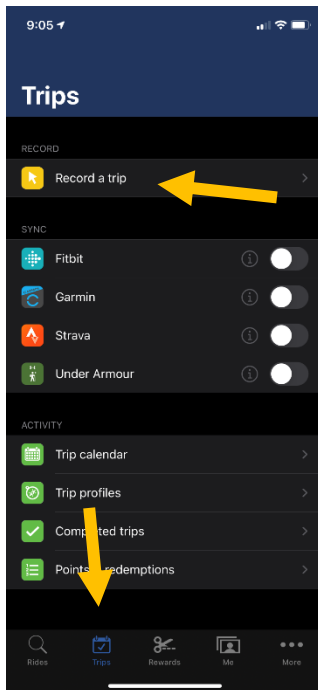 9:05
Trips
RECORD
Record a trip
SYNC
Fitbit
Garmin
Strava
Under Armour
ACTIVITY
Trip calendar
Trip profiles
Completed trips
Points redemptions
Rides Trips Rewards Me More